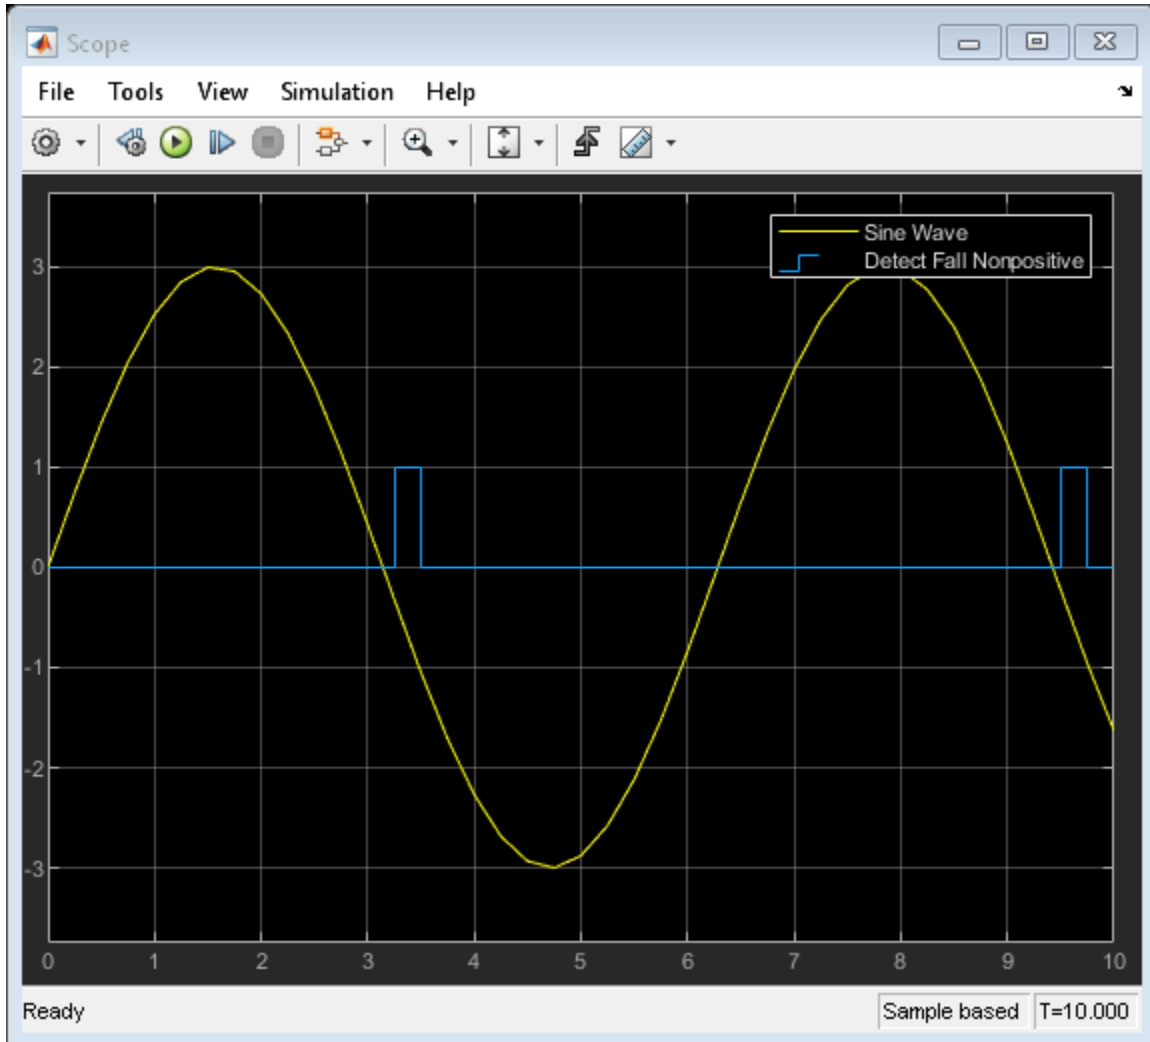 Scope
File Tools View Simulation Help
Sine Wave
Detect Fall Nonpositive
3
2
1
0
-1
-2
-3
0 1 2 3 4 5 6 7 8 9 10
Ready Sample based T=10.000